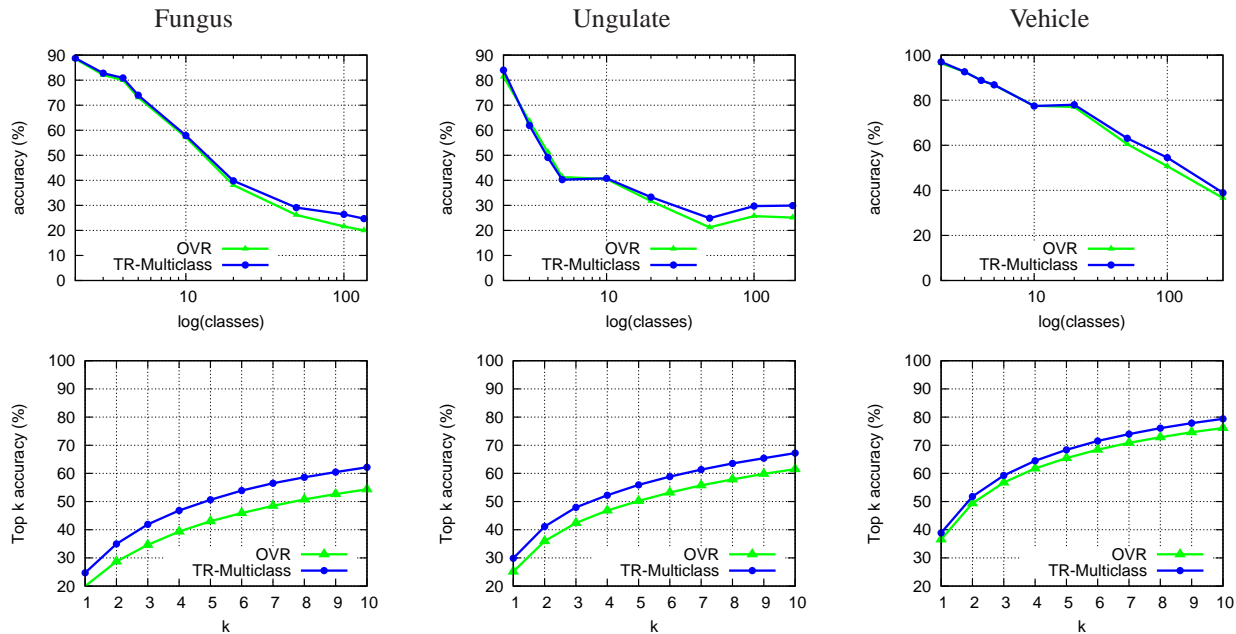 Fungus
Ungulate
Vehicle
accuracy (%)
90
80
70
60
50
40
30
20
10
0
OVR
TR-Multiclass
10
100
log(classes)
accuracy (%)
90
80
70
60
50
40
30
20
10
0
OVR
TR-Multiclass
10
100
log(classes)
accuracy (%)
100
80
60
40
20
0
OVR
TR-Multiclass
10
100
log(classes)
Top k accuracy (%)
100
90
80
70
60
50
40
30
20
OVR
TR-Multiclass
1 2 3 4 5 6 7 8 9 10
k
Top k accuracy (%)
100
90
80
70
60
50
40
30
20
OVR
TR-Multiclass
1 2 3 4 5 6 7 8 9 10
k
Top k accuracy (%)
100
90
80
70
60
50
40
30
20
OVR
TR-Multiclass
1 2 3 4 5 6 7 8 9 10
k